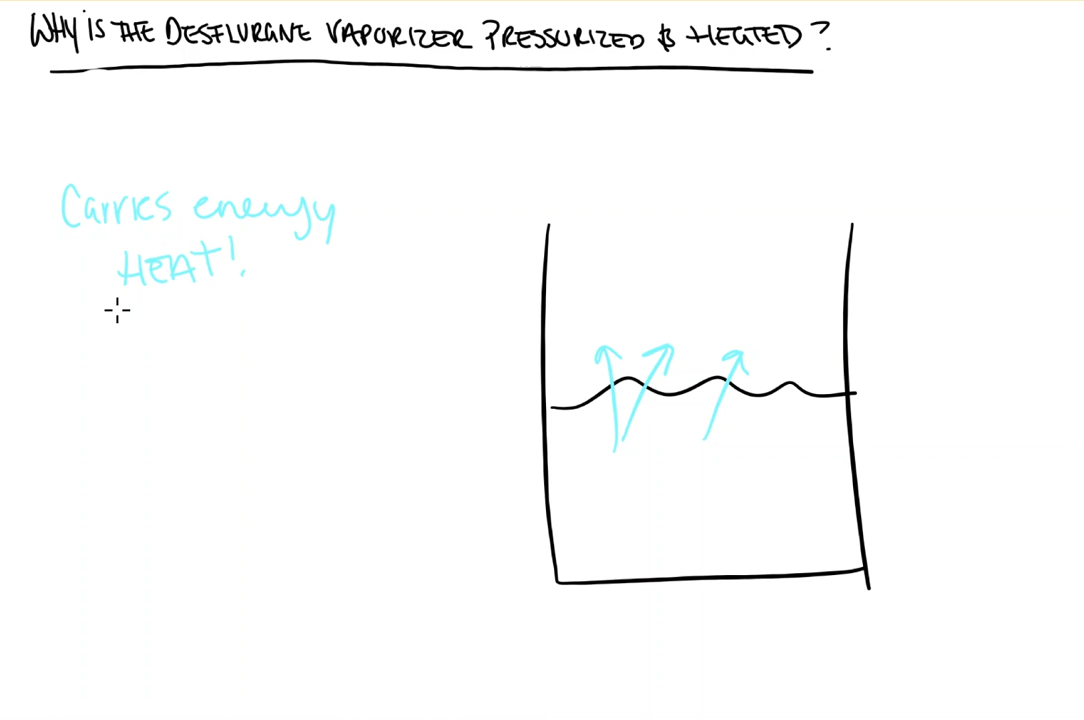 WHY IS THE DESFLURANE VAPORIZER PRESSURIZED & HEATED?
Carries energy
HEAT!